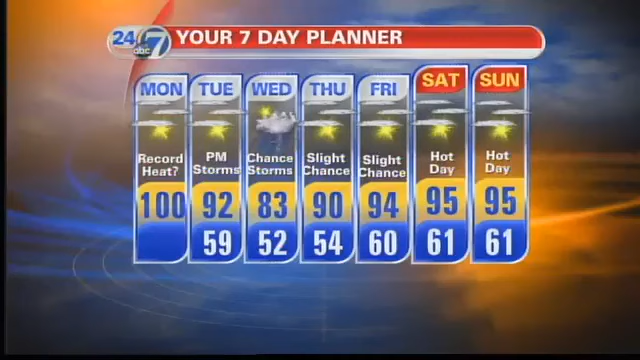 24 abc 7 YOUR 7 DAY PLANNER
MON TUE WED THU FRI SAT SUN
Record Heat? PM Storms Chance Storms Slight Chance Slight Chance Hot Day Hot Day
100 92 83 90 94 95 95
59 52 54 60 61 61